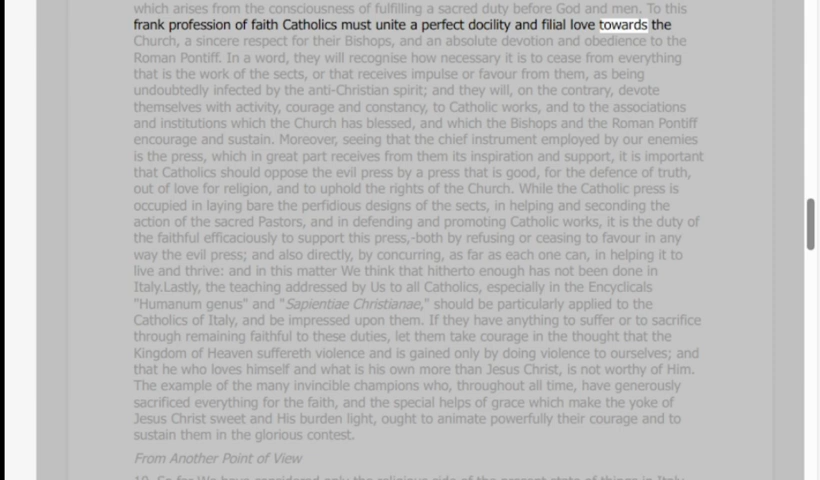 which arises from the consciousness of fulfilling a sacred duty before God and men. To this
frank profession of faith Catholics must unite a perfect docility and filial love towards the
Church, a sincere respect for their Bishops, and an absolute devotion and obedience to the
Roman Pontiff. In a word, they will recognise how necessary it is to cease from everything
that is the work of the sects, or that receives impulse or favour from them, as being
undoubtedly infected by the anti-Christian spirit; and they will, on the contrary, devote
themselves with activity, courage and constancy, to Catholic works, and to the associations
and institutions which the Church has blessed, and which the Bishops and the Roman Pontiff
encourage and sustain. Moreover, seeing that the chief instrument employed by our enemies
is the press, which in great part receives from them its inspiration and support, it is important
that Catholics should oppose the evil press by a press that is good, for the defence of truth,
out of love for religion, and to uphold the rights of the Church. While the Catholic press is
occupied in laying bare the perfidious designs of the sects, in helping and seconding the
action of the sacred Pastors, and in defending and promoting Catholic works, it is the duty of
the faithful efficaciously to support this press,-both by refusing or ceasing to favour in any
way the evil press; and also directly, by concurring, as far as each one can, in helping it to
live and thrive: and in this matter We think that hitherto enough has not been done in
Italy.Lastly, the teaching addressed by Us to all Catholics, especially in the Encyclicals
"Humanum genus" and "Sapientiae Christianae," should be particularly applied to the
Catholics of Italy, and be impressed upon them. If they have anything to suffer or to sacrifice
through remaining faithful to these duties, let them take courage in the thought that the
Kingdom of Heaven suffereth violence and is gained only by doing violence to ourselves; and
that he who loves himself and what is his own more than Jesus Christ, is not worthy of Him.
The example of the many invincible champions who, throughout all time, have generously
sacrificed everything for the faith, and the special helps of grace which make the yoke of
Jesus Christ sweet and His burden light, ought to animate powerfully their courage and to
sustain them in the glorious contest.
From Another Point of View
10. So far We have considered only the religious side of the present state of things in Italy